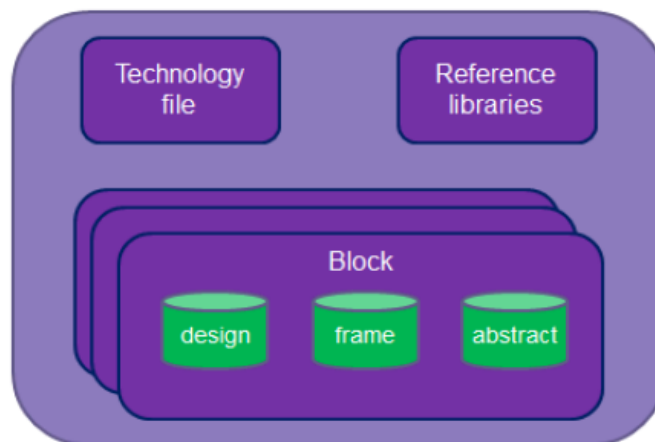 Technology
file
Reference
libraries
Block
design
frame
abstract